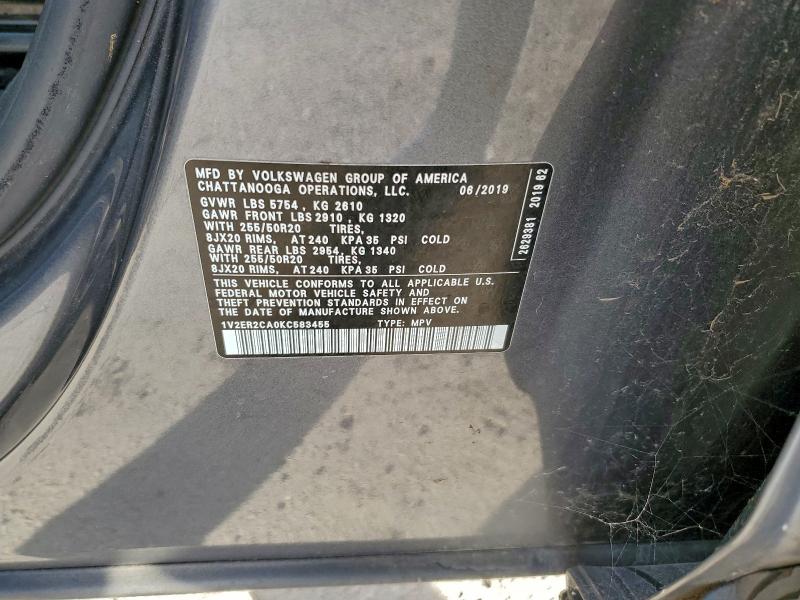 MFD BY VOLKSWAGEN GROUP OF AMERICA
CHATTANOOGA OPERATIONS, LLC. 06/2019
GVWR LBS 5754 , KG 2610
GAWR FRONT LBS 2910 , KG 1320
WITH 255/50R20 TIRES,
8JX20 RIMS, AT 240 KPA 35 PSI COLD
GAWR REAR LBS 2954 , KG 1340
WITH 255/50R20 TIRES,
8JX20 RIMS, AT 240 KPA 35 PSI COLD
THIS VEHICLE CONFORMS TO ALL APPLICABLE U.S.
FEDERAL MOTOR VEHICLE SAFETY AND
THEFT PREVENTION STANDARDS IN EFFECT ON
THE DATE OF MANUFACTURE SHOWN ABOVE.
1V2ER2CA0KC583455 TYPE: MPV
2629381 2019 62